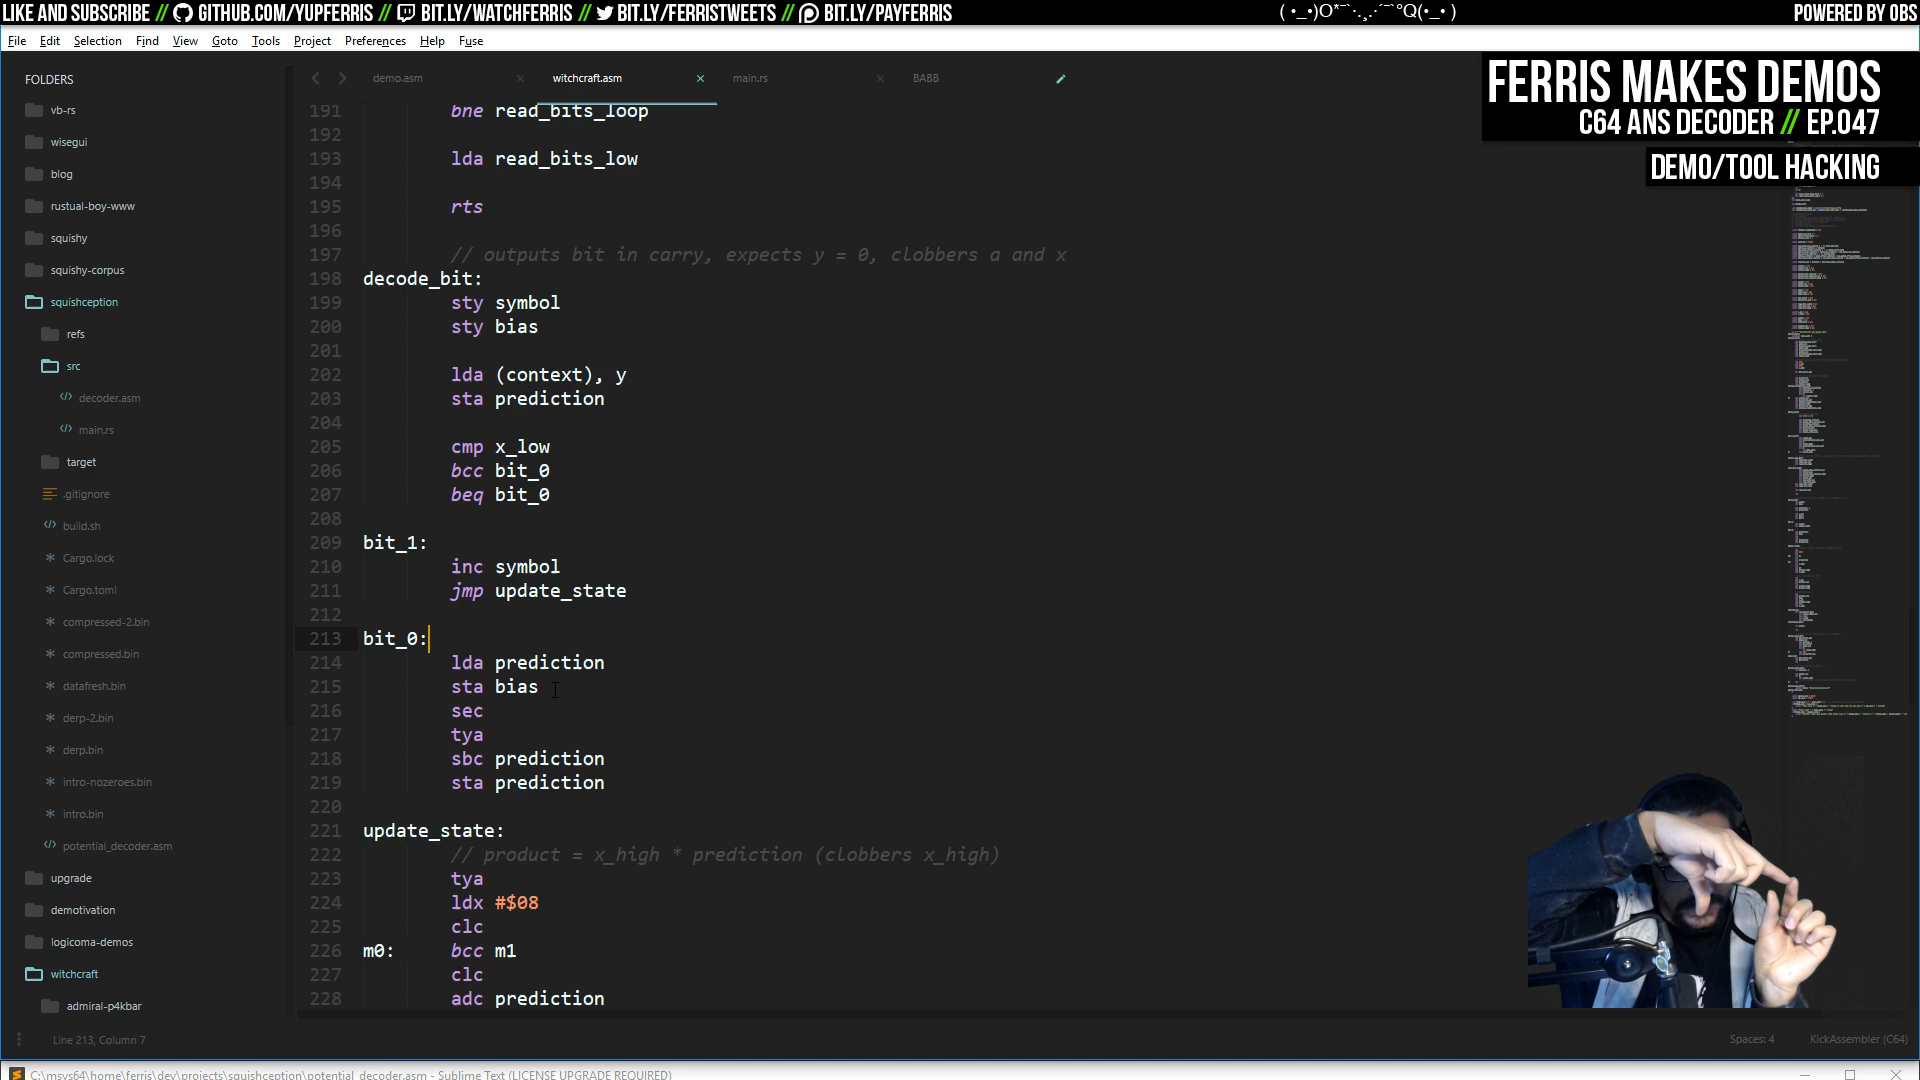 LIKE AND SUBSCRIBE // GITHUB.COM/YUPFERRIS // BIT.LY/WATCHFERRIS // BIT.LY/FERRISTWEETS // BIT.LY/PAYFERRIS
POWERED BY OBS
File Edit Selection Find View Goto Tools Project Preferences Help Fuse
FERRIS MAKES DEMOS
C64 ANS DECODER // EP.047
DEMO/TOOL HACKING
FOLDERS
vb-rs
wisegui
blog
rustual-boy-www
squishy
squishy-corpus
squishception
refs
src
decoder.asm
main.rs
target
.gitignore
build.sh
Cargo.lock
Cargo.toml
compressed-2.bin
compressed.bin
datafresh.bin
derp-2.bin
derp.bin
intro-nozeroes.bin
intro.bin
potential_decoder.asm
upgrade
demotivation
logicoma-demos
witchcraft
admiral-p4kbar
demo.asm witchcraft.asm main.rs BABB
191 bne read_bits_loop
192
193 lda read_bits_low
194
195 rts
196
197 // outputs bit in carry, expects y = 0, clobbers a and x
198 decode_bit:
199 sty symbol
200 sty bias
201
202 lda (context), y
203 sta prediction
204
205 cmp x_low
206 bcc bit_0
207 beq bit_0
208
209 bit_1:
210 inc symbol
211 jmp update_state
212
213 bit_0:
214 lda prediction
215 sta bias
216 sec
217 tya
218 sbc prediction
219 sta prediction
220
221 update_state:
222 // product = x_high * prediction (clobbers x_high)
223 tya
224 ldx #$08
225 clc
226 m0: bcc m1
227 clc
228 adc prediction
Line 213, Column 7
Spaces: 4
KickAssembler (C64)
C:\msys64\home\ferris\dev\projects\squishception\potential_decoder.asm - Sublime Text (LICENSE UPGRADE REQUIRED)